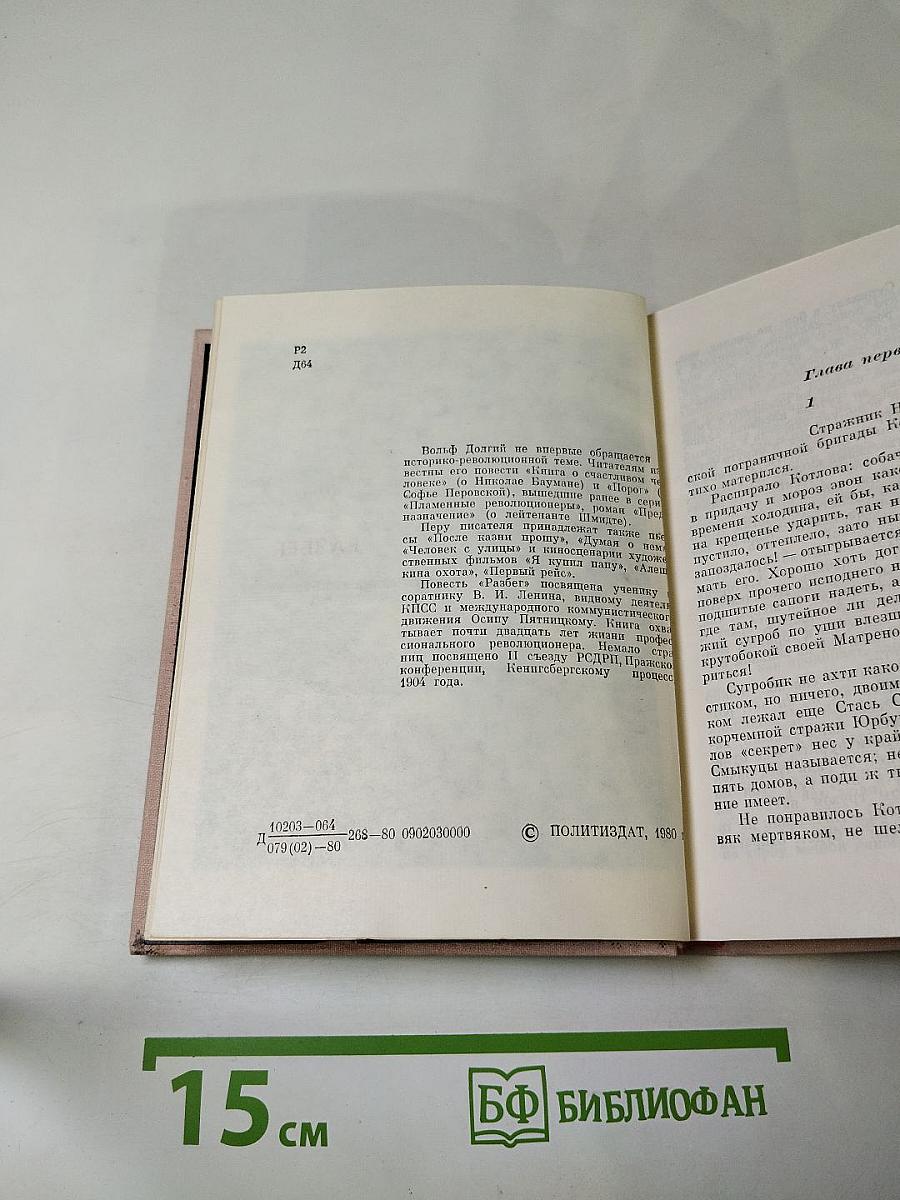 Р2
Д64
Вольф Долгий не впервые обращается
историко-революционной теме. Читателям из
вестны его повести «Книга о счастливом че
ловеке» (о Николае Баумане) и «Порог» (
Софье Перовской), вышедшие ранее в сери
«Пламенные революционеры», роман «Пред
назначение» (о лейтенанте Шмидте).
Перу писателя принадлежат также пье
сы «После казни прошу», «Думая о нем»
«Человек с улицы» и киносценарии художе
ственных фильмов «Я купил папу», «Алеш
кина охота», «Первый рейс».
Повесть «Разбег» посвящена ученику
соратнику В. И. Ленина, видному деятел
КПСС и международного коммунистического
движения Осипу Пятницкому. Книга охва
тывает почти двадцать лет жизни профес
сионального революционера. Немало стра
ниц посвящено II съезду РСДРП, Пражско
конференции, Кенигсбергскому процесс
1904 года.
Д 10203—064
079(02)—80 268—80 0902030000
© ПОЛИТИЗДАТ, 1980
Глава перв
1
Стражник Н
ской пограничной бригады Ко
тихо матерился.
Распирало Котлова: собач
в придачу и мороз эвон како
времени холодина, ей бы, ка
на крещенье ударить, так н
пустило, оттеплело, зато ны
запоздалось! — отыгрывается
мать его. Хорошо хоть дог
поверх прочего исподнего н
подшитые сапоги надеть, а
где там, шутейное ли дел
жий сугроб по уши влезш
крутобокой своей Матрено
риться!
Сугробик не ахти како
стиком, но ничего, двоим
ком лежал еще Стась С
корчемной стражи Юрбу
лов «секрет» нес у край
Смыкуцы называется; не
пять домов, а поди ж ты
ние имеет.
Не понравилось Кот
вяк мертвяком, не шел
15 см
БФ БИБЛИОФАН